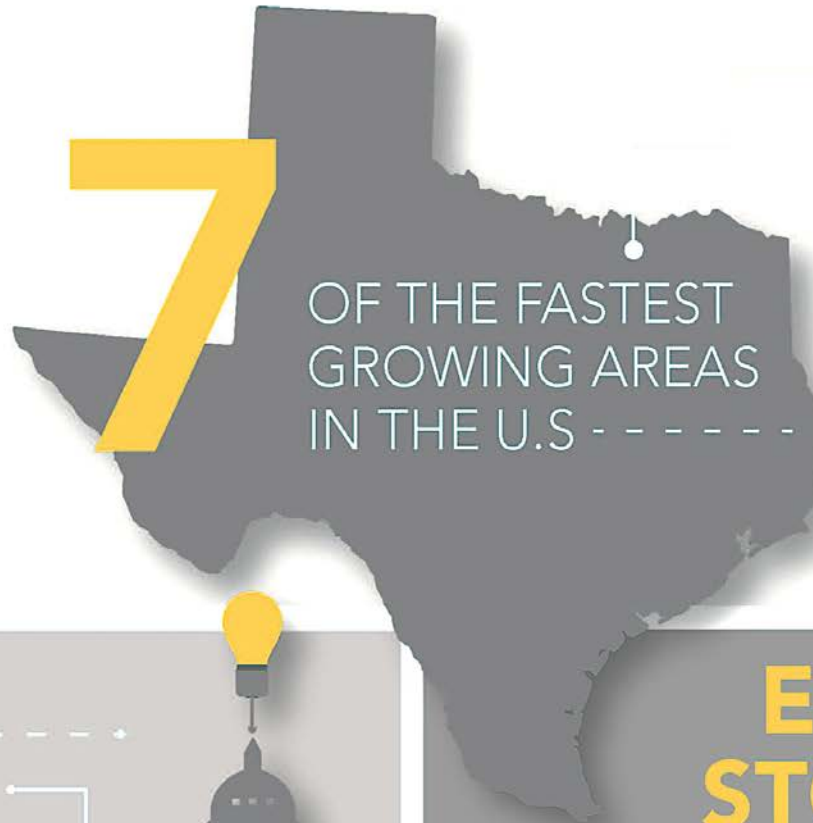 7
OF THE FASTEST
GROWING AREAS
IN THE U.S